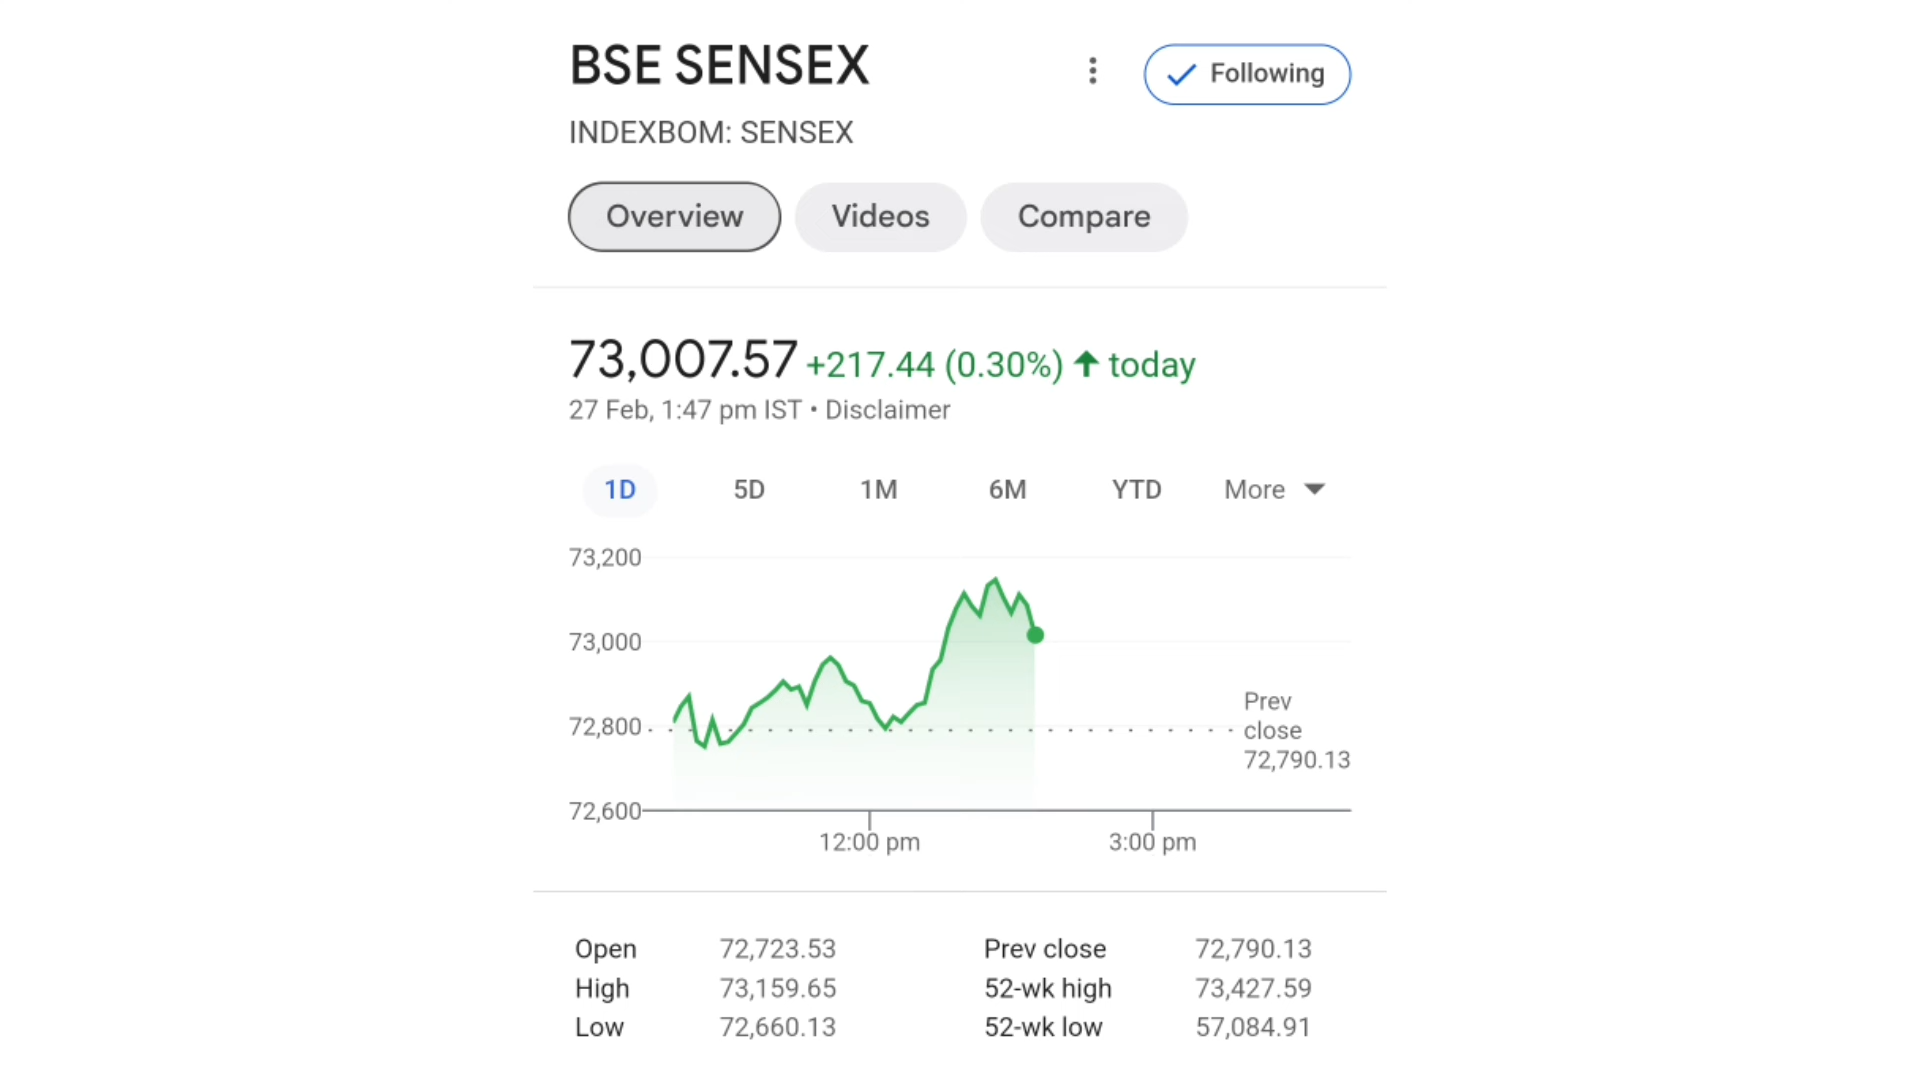 BSE SENSEX
Following
INDEXBOM: SENSEX
Overview Videos Compare
73,007.57 +217.44 (0.30%) ↑ today
27 Feb, 1:47 pm IST • Disclaimer
1D 5D 1M 6M YTD More
73,200
73,000
72,800
72,600
Prev
close
72,790.13
12:00 pm 3:00 pm
Open 72,723.53 Prev close 72,790.13
High 73,159.65 52-wk high 73,427.59
Low 72,660.13 52-wk low 57,084.91